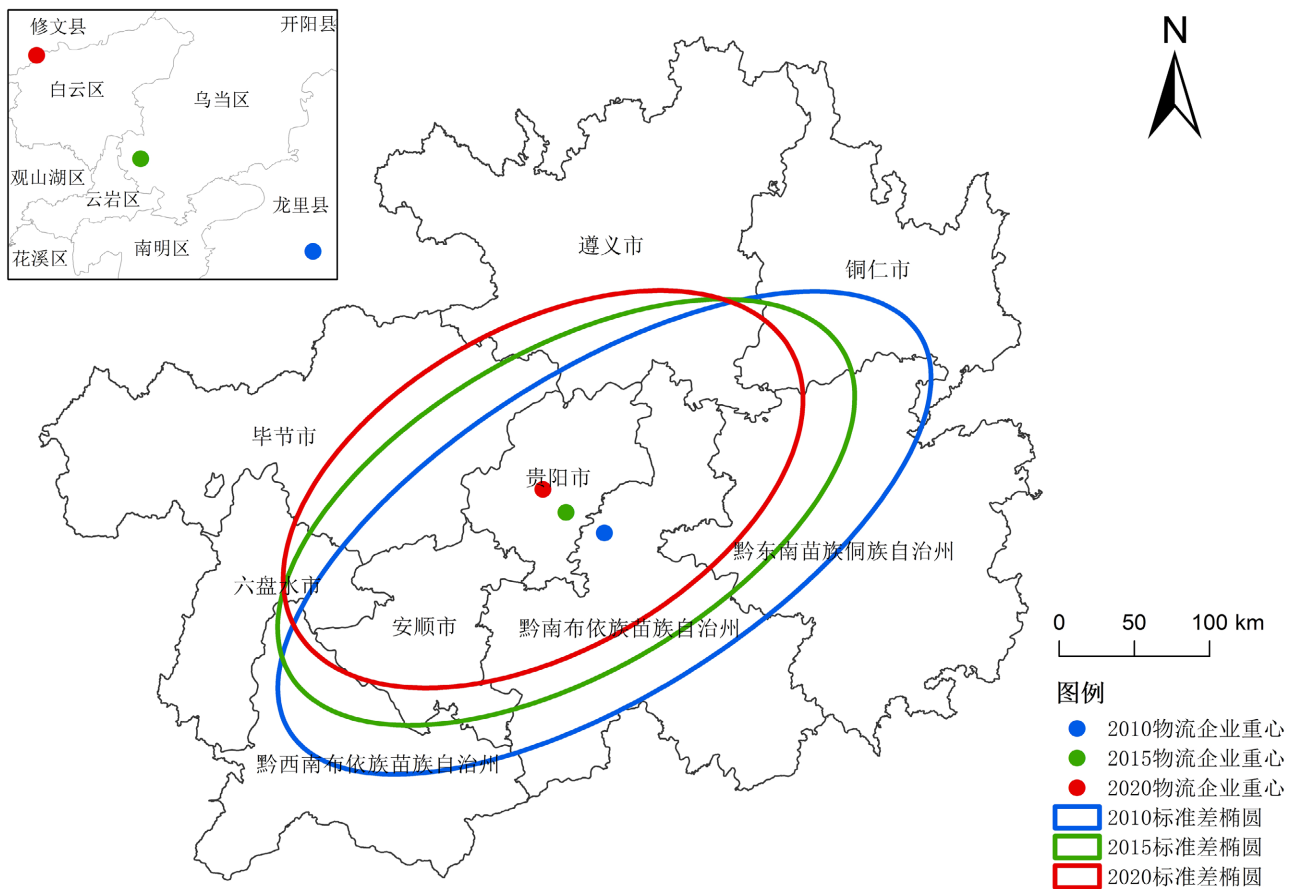 修文县
开阳县
白云区
乌当区
观山湖区
云岩区
龙里县
花溪区
南明区
N
遵义市
铜仁市
毕节市
贵阳市
黔东南苗族侗族自治州
六盘水市
安顺市
黔南布依族苗族自治州
黔西南布依族苗族自治州
0 50 100 km
图例
2010物流企业重心
2015物流企业重心
2020物流企业重心
2010标准差椭圆
2015标准差椭圆
2020标准差椭圆